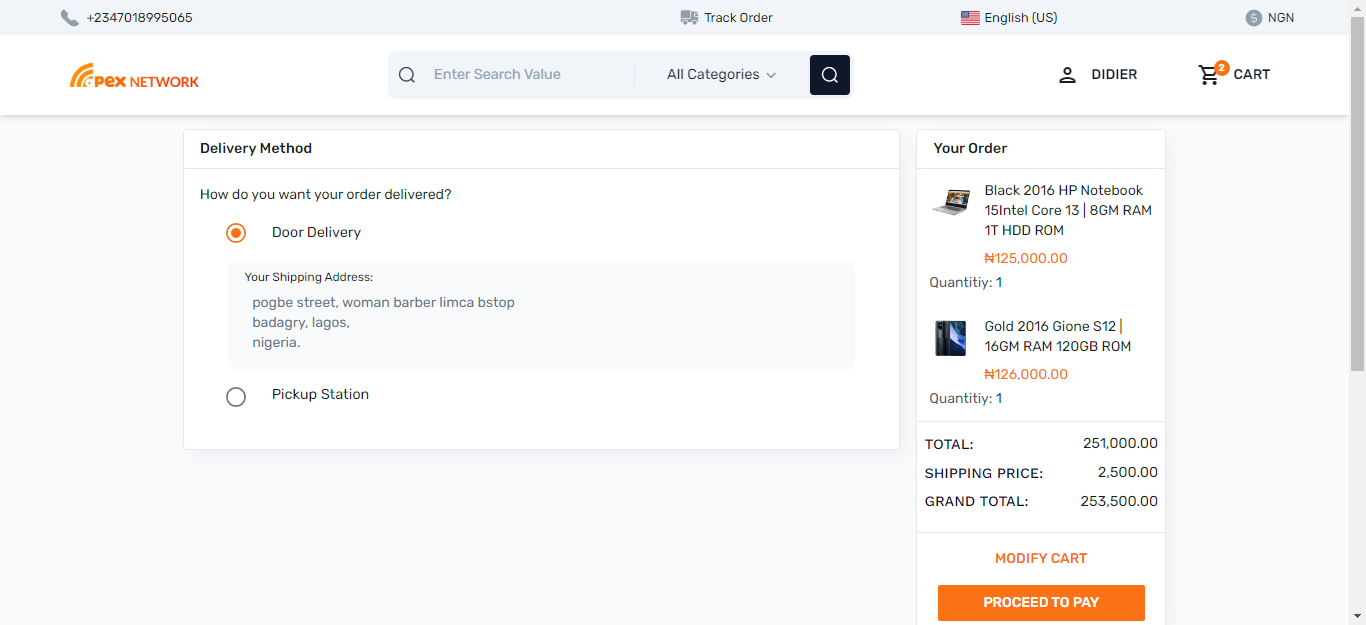 +2347018995065
Track Order
English (US)
$ NGN
pex NETWORK
Enter Search Value
All Categories
DIDIER
2
CART
Delivery Method
How do you want your order delivered?
Door Delivery
Your Shipping Address:
pogbe street, woman barber limca bstop
badagry, lagos,
nigeria.
Pickup Station
Your Order
Black 2016 HP Notebook
15Intel Core 13 | 8GM RAM
1T HDD ROM
₦125,000.00
Quantitiy: 1
Gold 2016 Gione S12 |
16GM RAM 120GB ROM
₦126,000.00
Quantitiy: 1
TOTAL: 251,000.00
SHIPPING PRICE: 2,500.00
GRAND TOTAL: 253,500.00
MODIFY CART
PROCEED TO PAY